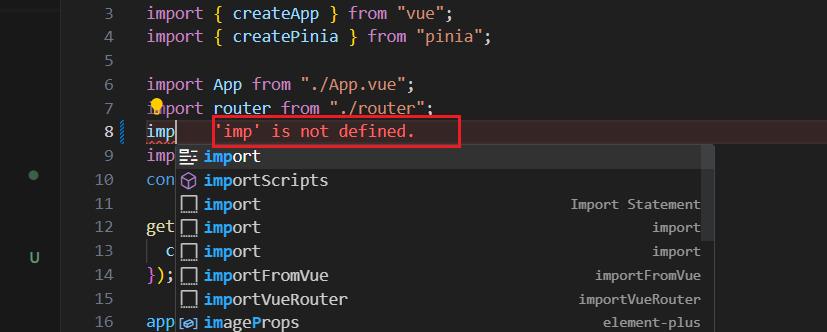 3 import { createApp } from "vue";
4 import { createPinia } from "pinia";
5
6 import App from "./App.vue";
7 import router from "./router";
8 imp 'imp' is not defined.
9 imp
import
10 con
importScripts
11 import Import Statement
12 get
import import
13 c
import import
14 });
importFromVue importFromVue
15 importVueRouter importVueRouter
16 app
imageProps element-plus
U